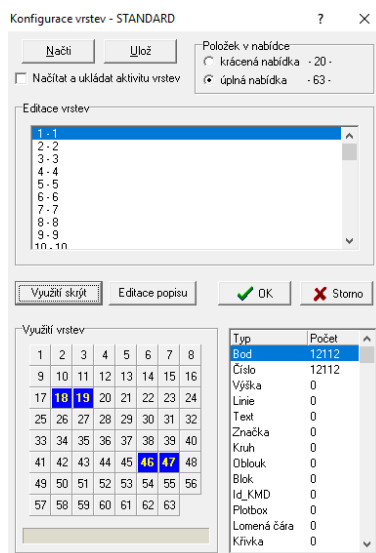 Konfigurace vrstev - STANDARD ? ×
Načti Ulož
Načítat a ukládat aktivitu vrstev
Položek v nabídce
krácená nabídka - 20 -
úplná nabídka - 63 -
Editace vrstev
1 - 1
2 - 2
3 - 3
4 - 4
5 - 5
6 - 6
7 - 7
8 - 8
9 - 9
10 - 10
Využití skrýt Editace popisu OK Storno
Využití vrstev
1 2 3 4 5 6 7 8
9 10 11 12 13 14 15 16
17 18 19 20 21 22 23 24
25 26 27 28 29 30 31 32
33 34 35 36 37 38 39 40
41 42 43 44 45 46 47 48
49 50 51 52 53 54 55 56
57 58 59 60 61 62 63
Typ Počet
Bod 12112
Číslo 12112
Výška 0
Linie 0
Text 0
Značka 0
Kruh 0
Oblouk 0
Blok 0
Id_KMD 0
Plotbox 0
Lomená čára 0
Křivka 0